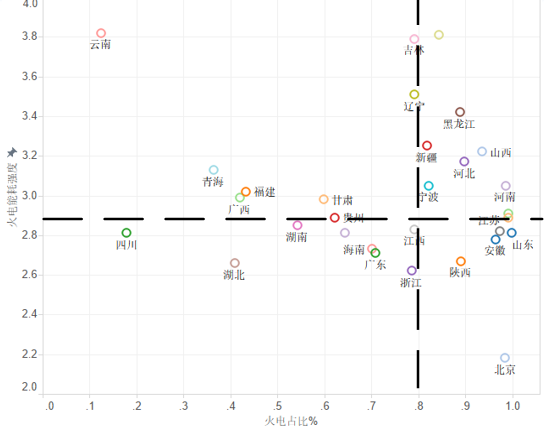 4.0
3.8
3.6
3.4
3.2
3.0
2.8
2.6
2.4
2.2
2.0
火电能耗强度
云南
吉林
辽宁
黑龙江
新疆
山西
河北
青海
宁波
河南
福建
广西
甘肃
贵州
江苏
四川
湖南
江西
安徽
山东
海南
广东
湖北
浙江
陕西
北京
.0 .1 .2 .3 .4 .5 .6 .7 .8 .9 1.0
火电占比%